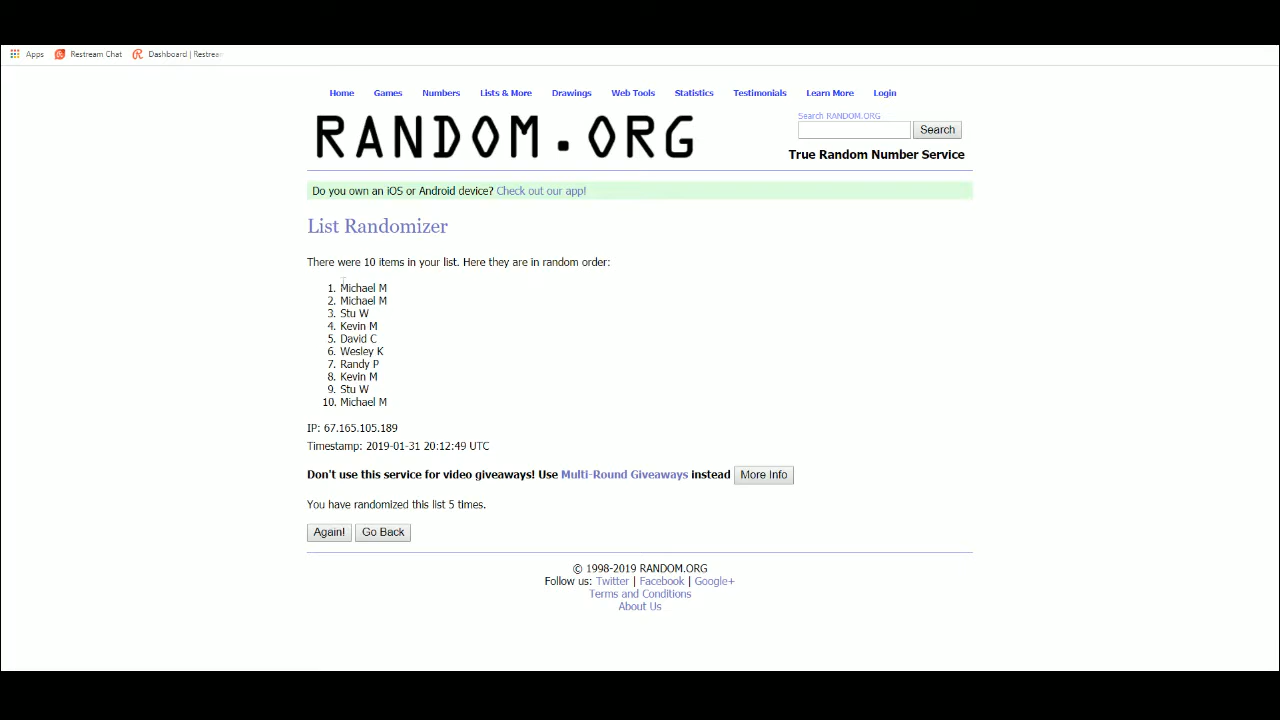 Apps Restream Chat Dashboard | Restrea
Home Games Numbers Lists & More Drawings Web Tools Statistics Testimonials Learn More Login
RANDOM.ORG
Search RANDOM.ORG
Search
True Random Number Service
Do you own an iOS or Android device? Check out our app!
List Randomizer
There were 10 items in your list. Here they are in random order:
1. Michael M
2. Michael M
3. Stu W
4. Kevin M
5. David C
6. Wesley K
7. Randy P
8. Kevin M
9. Stu W
10. Michael M
IP: 67.165.105.189
Timestamp: 2019-01-31 20:12:49 UTC
Don't use this service for video giveaways! Use Multi-Round Giveaways instead More Info
You have randomized this list 5 times.
Again! Go Back
© 1998-2019 RANDOM.ORG
Follow us: Twitter | Facebook | Google+
Terms and Conditions
About Us